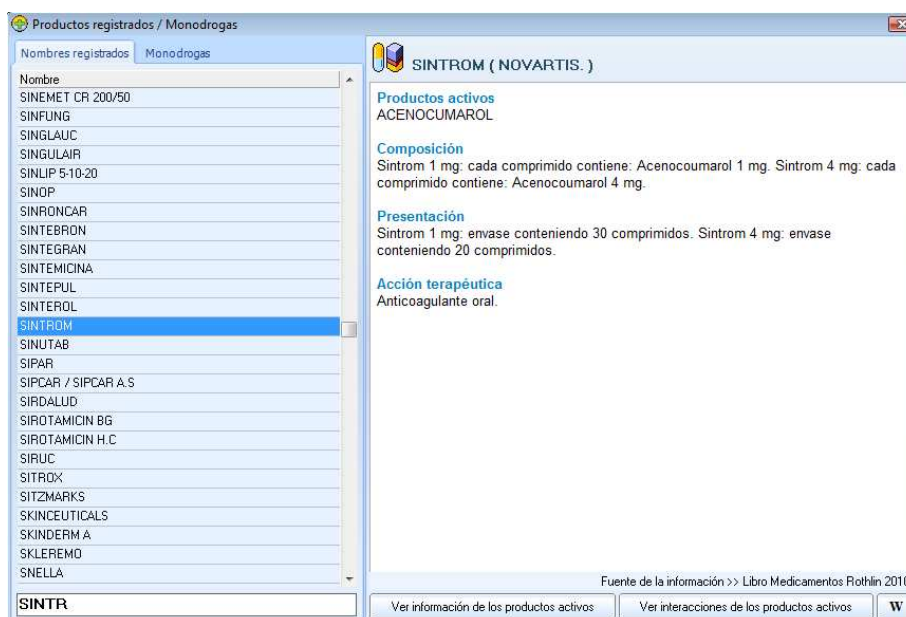 Productos registrados / Monodrogas
Nombres registrados
Monodrogas
Nombre
SINEMET CR 200/50
SINFUNG
SINGLAUC
SINGULAIR
SINLIP 5-10-20
SINOP
SINRONCAR
SINTEBRON
SINTEGRAN
SINTEMICINA
SINTEPUL
SINTEROL
SINTROM
SINUTAB
SIPAR
SIPCAR / SIPCAR A.S
SIRDALUD
SIROTAMICIN BG
SIROTAMICIN H.C
SIRUC
SITROX
SITZMARKS
SKINCEUTICALS
SKINDERM A
SKLEREMO
SNELLA
SINTR
SINTROM ( NOVARTIS. )
Productos activos
ACENOCUMAROL
Composición
Sintrom 1 mg: cada comprimido contiene: Acenocoumarol 1 mg. Sintrom 4 mg: cada
comprimido contiene: Acenocoumarol 4 mg.
Presentación
Sintrom 1 mg: envase conteniendo 30 comprimidos. Sintrom 4 mg: envase
conteniendo 20 comprimidos.
Acción terapéutica
Anticoagulante oral.
Fuente de la información >> Libro Medicamentos Rothlin 2010
Ver información de los productos activos
Ver interacciones de los productos activos
W